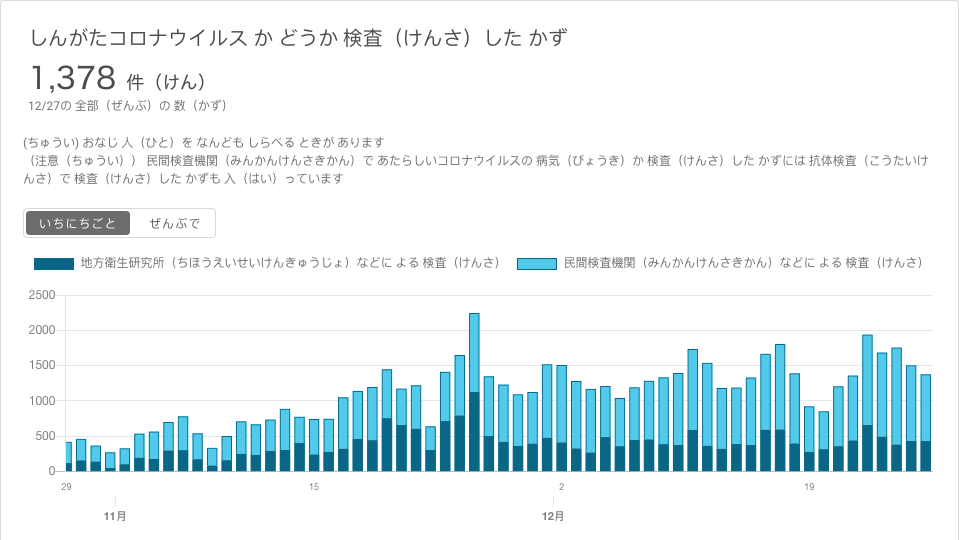 しんがたコロナウイルス か どうか 検査（けんさ）した かず
1,378 件（けん）
12/27の 全部（ぜんぶ）の 数（かず）
(ちゅうい) おなじ 人（ひと）を なんども しらべる ときが あります
（注意（ちゅうい）） 民間検査機関（みんかんけんさきかん）で あたらしいコロナウイルスの 病気（びょうき）か 検査（けんさ）した かずには 抗体検査（こうたいけ
んさ）で 検査（けんさ）した かずも 入（はい）っています
いちにちごと ぜんぶで
地方衛生研究所（ちほうえいせいけんきゅうじょ）などに よる 検査（けんさ） 民間検査機関（みんかんけんさきかん）などに よる 検査（けんさ）
2500
2000
1500
1000
500
0
29 15 2 19
11月 12月